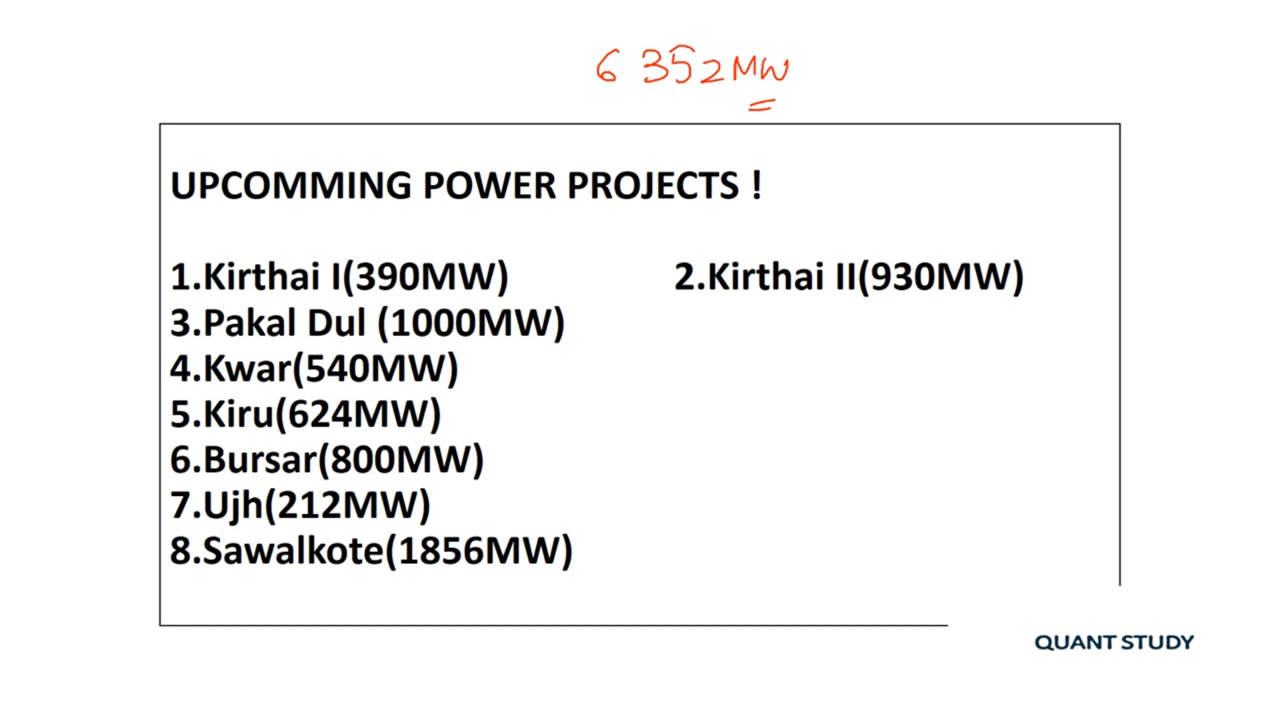 6 352MW
UPCOMMING POWER PROJECTS !
1.Kirthai I(390MW) 2.Kirthai II(930MW)
3.Pakal Dul (1000MW)
4.Kwar(540MW)
5.Kiru(624MW)
6.Bursar(800MW)
7.Ujh(212MW)
8.Sawalkote(1856MW)
QUANT STUDY